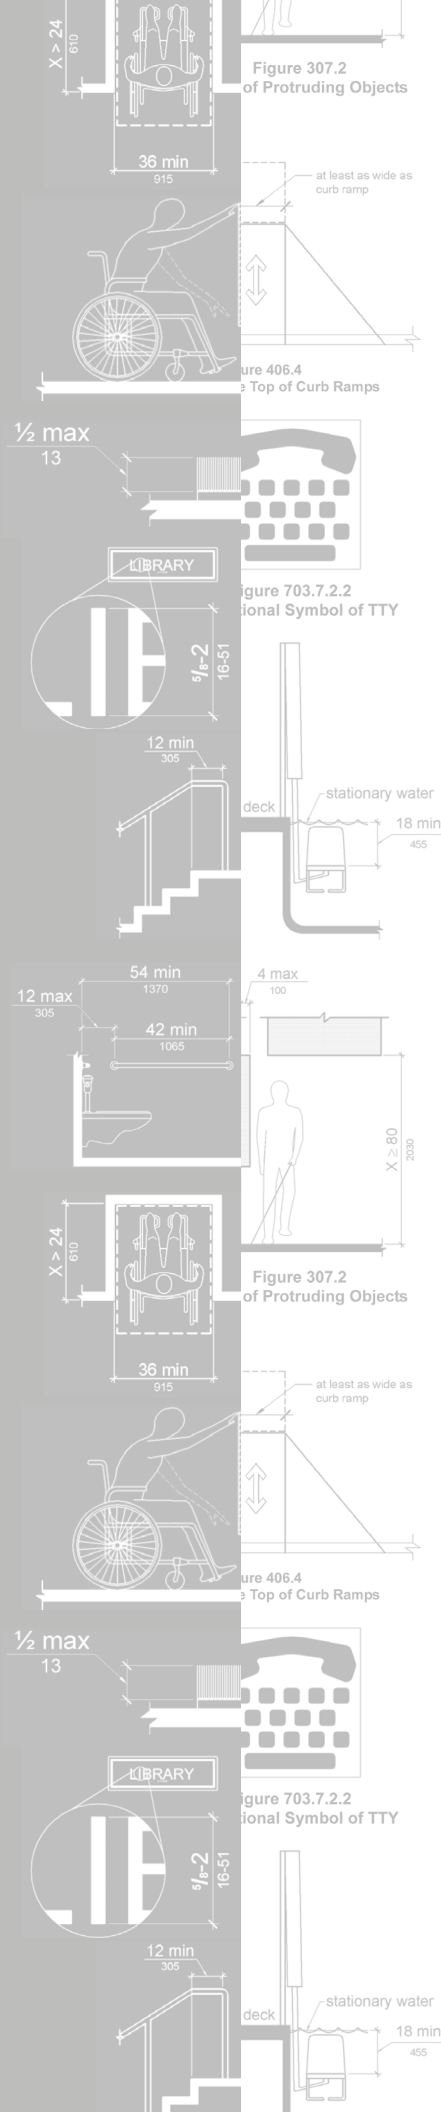 X > 24
610
36 min
915
Figure 307.2
of Protruding Objects
at least as wide as
curb ramp
ure 406.4
e Top of Curb Ramps
½ max
13
igure 703.7.2.2
tional Symbol of TTY
LIBRARY
5/8-2
16-51
12 min
305
deck
stationary water
18 min
455
54 min
1370
12 max
305
42 min
1065
4 max
100
X ≥ 80
2030
X > 24
610
36 min
915
Figure 307.2
of Protruding Objects
at least as wide as
curb ramp
ure 406.4
e Top of Curb Ramps
½ max
13
igure 703.7.2.2
tional Symbol of TTY
LIBRARY
5/8-2
16-51
12 min
305
deck
stationary water
18 min
455